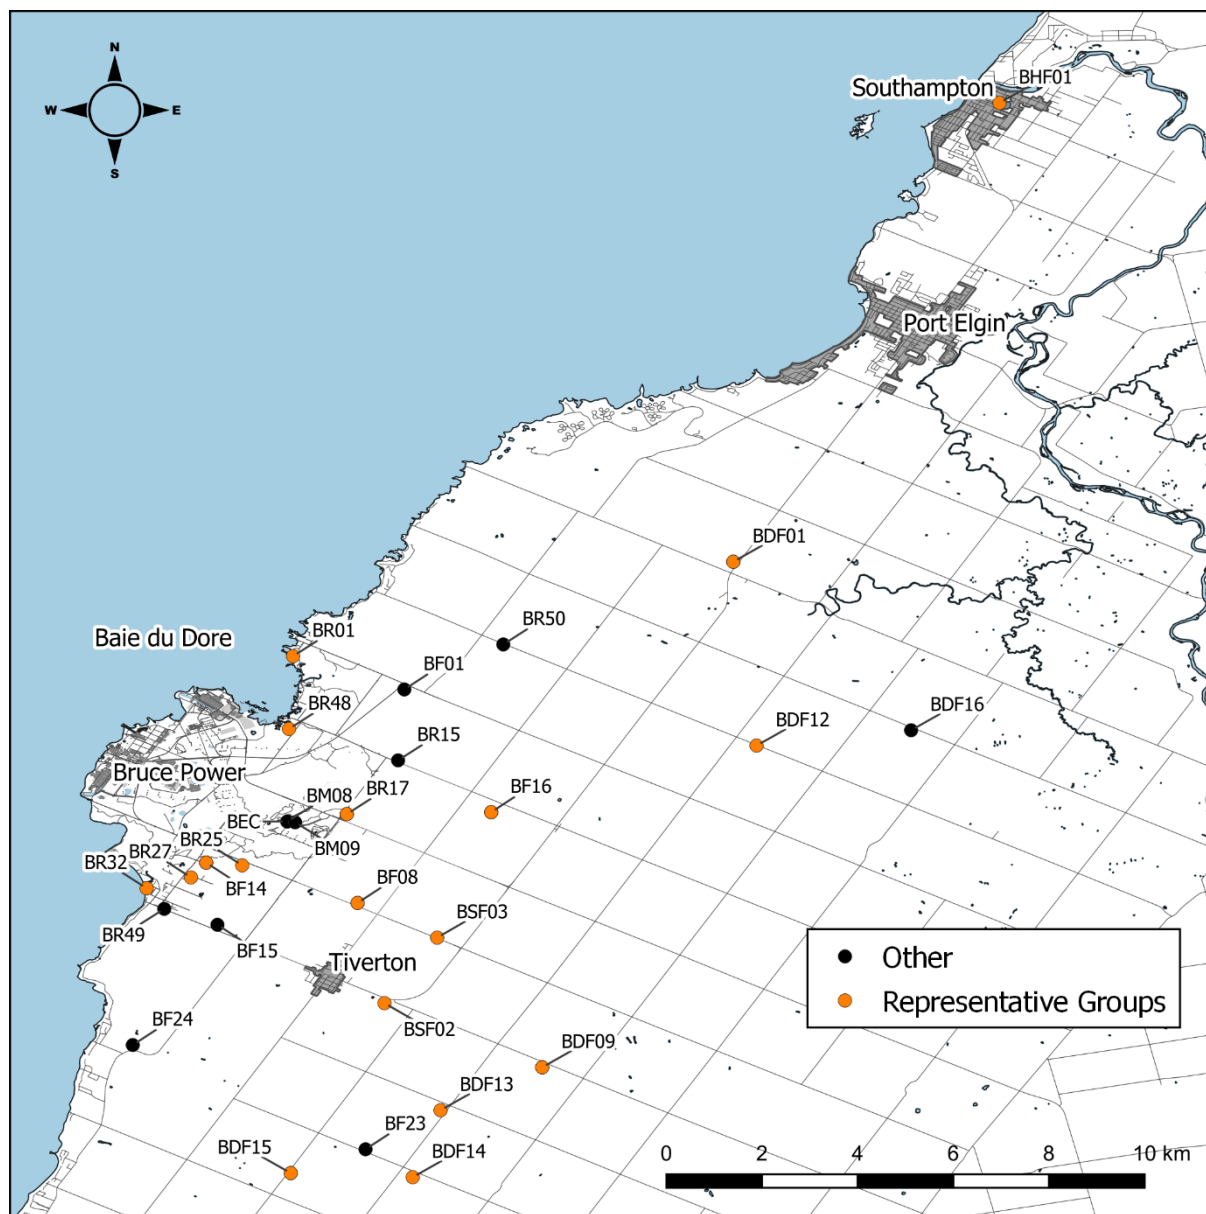 N
W
E
S
Southampton
BHF01
Port Elgin
BDF01
BR50
Baie du Dore
BR01
BF01
BR48
BDF16
BDF12
BR15
Bruce Power
BM08
BR17
BF16
BEC
BR25
BM09
BR27
BR32
BF14
BF08
BSF03
BR49
BF15
Tiverton
Other
Representative Groups
BSF02
BF24
BDF09
BDF13
BF23
BDF15
BDF14
0 2 4 6 8 10 km